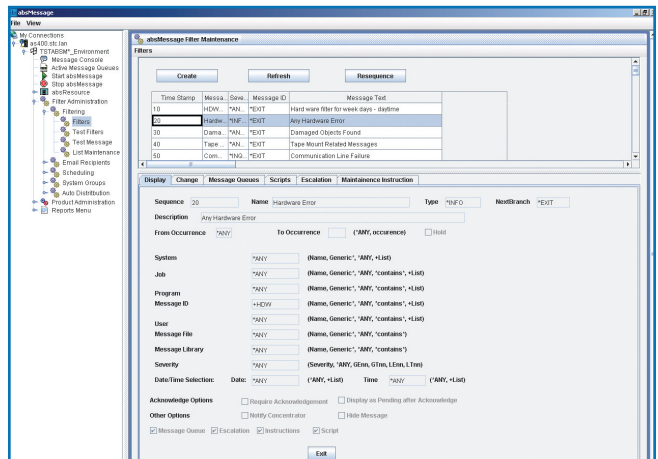 absMessage
File View
My Connections
as400.stc.lan
TSTABSM*_Environment
Message Console
Active Message Queues
Start absMessage
Stop absMessage
absResource
Filter Administration
Filtering
Filters
Test Filters
Test Message
List Maintenance
Email Recipients
Scheduling
System Groups
Auto Distribution
Product Administration
Reports Menu
absMessage Filter Maintenance
Filters
Create Refresh Resequence
Time Stamp Messa... Seve... Message ID Message Text
10 HDW... *AN... *EXIT Hard ware filter for week days - daytime
20 Hardw... *INF... *EXIT Any Hardware Error
30 Dama... *AN... *EXIT Damaged Objects Found
40 Tape ... *AN... *EXIT Tape Mount Related Messages
50 Com... *INQ... *EXIT Communication Line Failure
Display Change Message Queues Scripts Escalation Maintainence Instruction
Sequence 20 Name Hardware Error Type *INFO NextBranch *EXIT
Description Any Hardware Error
From Occurrence *ANY To Occurrence (*ANY, occurence) Hold
System *ANY (Name, Generic*, *ANY, +List)
Job *ANY (Name, Generic*, *ANY, *contains*, +List)
Program *ANY (Name, Generic*, *ANY, *contains*, +List)
Message ID +HDW (Name, Generic*, *ANY, *contains*, +List)
User *ANY (Name, Generic*, *ANY, *contains*, +List)
Message File *ANY (Name, Generic*, *ANY, *contains*)
Message Library *ANY (Name, Generic*, *ANY, *contains*)
Severity *ANY (Severity, *ANY, GEnn, GTnn, LEnn, LTnn)
Date/Time Selection: Date: *ANY (*ANY, +List) Time *ANY (*ANY, +List)
Acknowledge Options Require Acknowledgement Display as Pending after Acknowledge
Other Options Notify Concentrator Hide Message
Message Queue Escalation Instructions Script
Exit